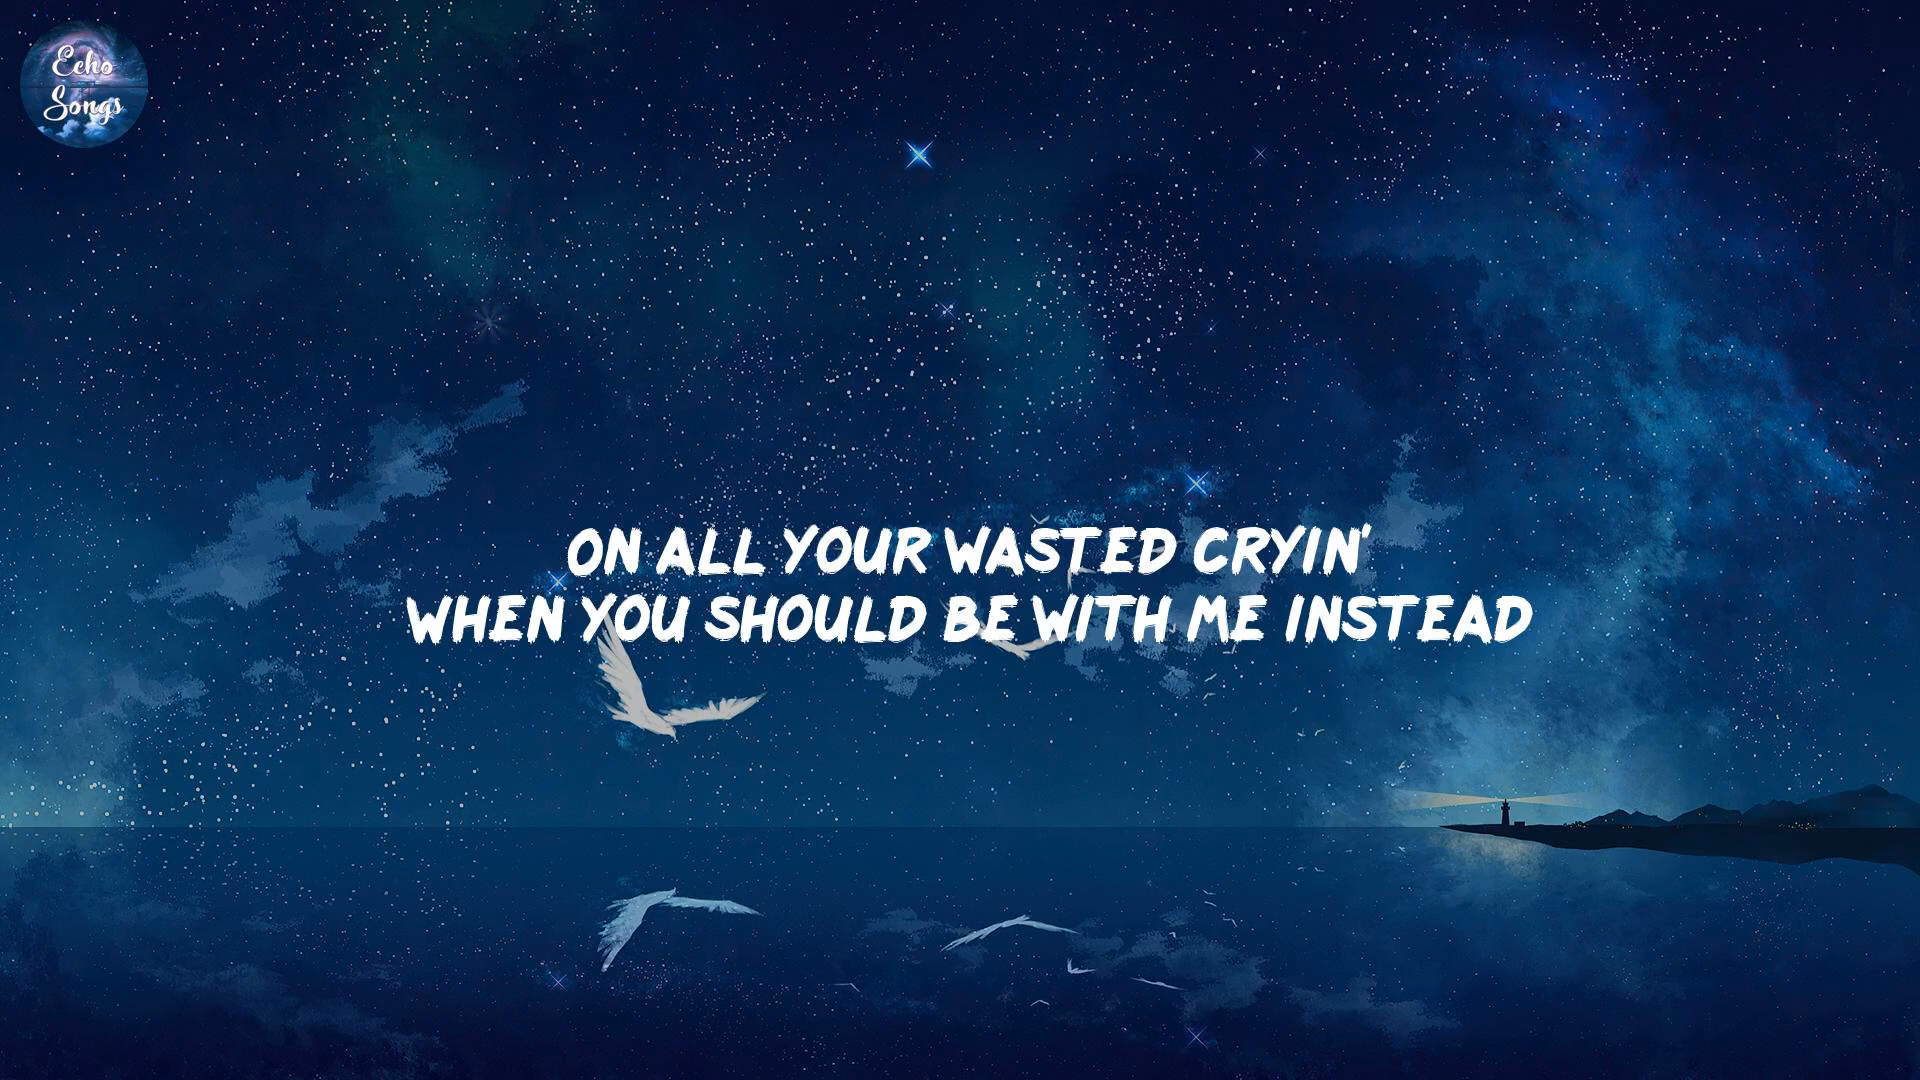 Echo
Songs
ON ALL YOUR WASTED CRYIN'
WHEN YOU SHOULD BE WITH ME INSTEAD